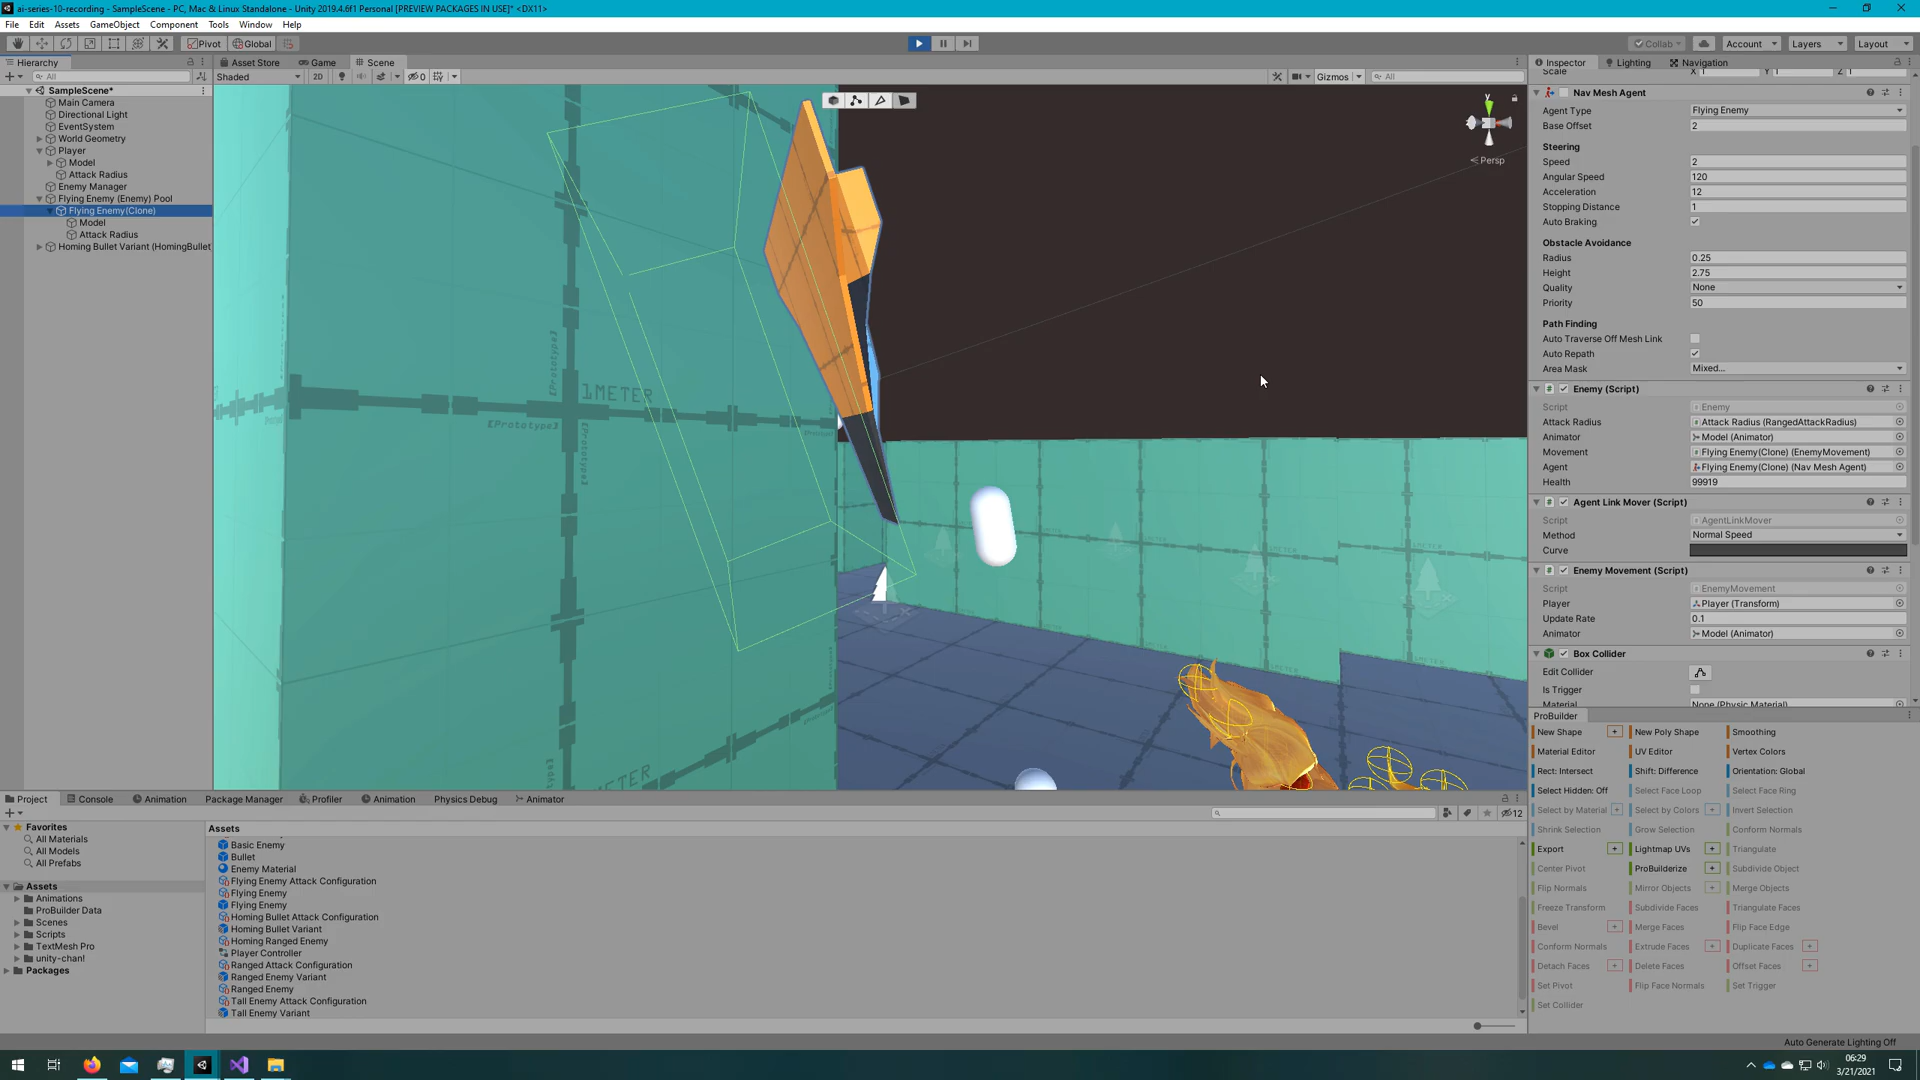 ai-series-10-recording - SampleScene - PC, Mac & Linux Standalone - Unity 2019.4.6f1 Personal [PREVIEW PACKAGES IN USE]* <DX11>
File Edit Assets GameObject Component Tools Window Help
Pivot Global Collab Account Layers Layout
Hierarchy
All
SampleScene*
Main Camera
Directional Light
EventSystem
World Geometry
Player
Model
Attack Radius
Enemy Manager
Flying Enemy (Enemy) Pool
Flying Enemy(Clone)
Model
Attack Radius
Homing Bullet Variant (HomingBullet
Asset Store Game Scene
Shaded 2D 0 Gizmos All
y
Persp
1METER
[Prototype]
[Prototype]
[Prototype]
[Prototype]
METER
Inspector Lighting Navigation
Scale X 1 Y 1 Z 1
Nav Mesh Agent
Agent Type Flying Enemy
Base Offset 2
Steering
Speed 2
Angular Speed 120
Acceleration 12
Stopping Distance 1
Auto Braking
Obstacle Avoidance
Radius 0.25
Height 2.75
Quality None
Priority 50
Path Finding
Auto Traverse Off Mesh Link
Auto Repath
Area Mask Mixed...
Enemy (Script)
Script Enemy
Attack Radius Attack Radius (RangedAttackRadius)
Animator Model (Animator)
Movement Flying Enemy(Clone) (EnemyMovement)
Agent Flying Enemy(Clone) (Nav Mesh Agent)
Health 99919
Agent Link Mover (Script)
Script AgentLinkMover
Method Normal Speed
Curve
Enemy Movement (Script)
Script EnemyMovement
Player Player (Transform)
Update Rate 0.1
Animator Model (Animator)
Box Collider
Edit Collider
Is Trigger
Material None (Physic Material)
ProBuilder
New Shape + New Poly Shape Smoothing
Material Editor UV Editor Vertex Colors
Rect: Intersect Shift: Difference Orientation: Global
Select Hidden: Off Select Face Loop Select Face Ring
Select by Material + Select by Colors + Invert Selection
Shrink Selection Grow Selection Conform Normals
Export + Lightmap UVs + Triangulate
Center Pivot ProBuilderize + Subdivide Object
Flip Normals Mirror Objects + Merge Objects
Freeze Transform Subdivide Faces Triangulate Faces
Bevel + Merge Faces Flip Face Edge
Conform Normals Extrude Faces + Duplicate Faces +
Detach Faces + Delete Faces Offset Faces +
Set Pivot Flip Face Normals Set Trigger
Set Collider
Project Console Animation Package Manager Profiler Animation Physics Debug Animator
12
Favorites
All Materials
All Models
All Prefabs
Assets
Animations
ProBuilder Data
Scenes
Scripts
TextMesh Pro
unity-chan!
Packages
Assets
Basic Enemy
Bullet
Enemy Material
Flying Enemy Attack Configuration
Flying Enemy
Flying Enemy
Homing Bullet Attack Configuration
Homing Bullet Variant
Homing Ranged Enemy
Player Controller
Ranged Attack Configuration
Ranged Enemy Variant
Ranged Enemy
Tall Enemy Attack Configuration
Tall Enemy Variant
Auto Generate Lighting Off
06:29
3/21/2021